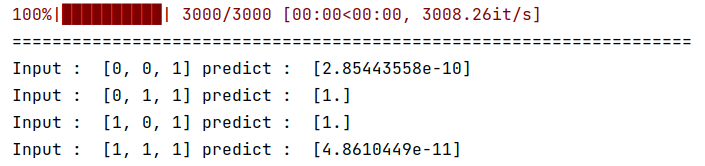 100%|██████████| 3000/3000 [00:00<00:00, 3008.26it/s]
====================================================================
Input :  [0, 0, 1] predict :  [2.85443558e-10]
Input :  [0, 1, 1] predict :  [1.]
Input :  [1, 0, 1] predict :  [1.]
Input :  [1, 1, 1] predict :  [4.8610449e-11]